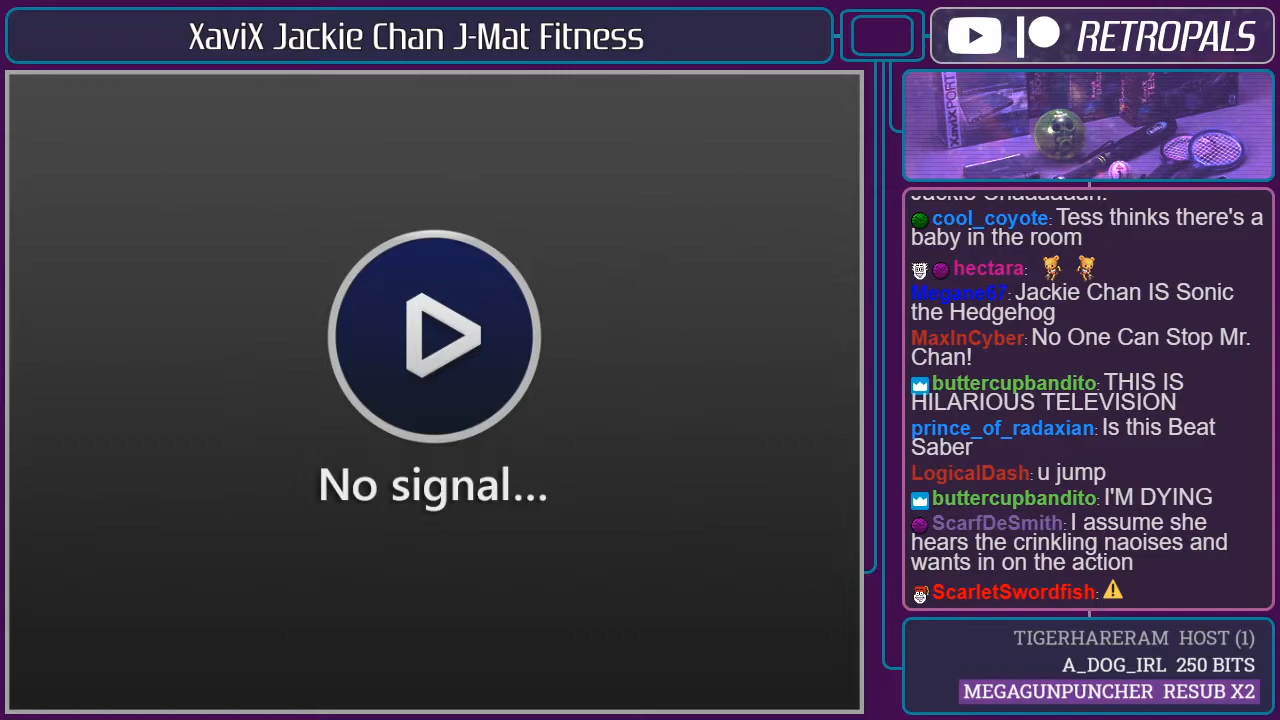 XaviX Jackie Chan J-Mat Fitness
RETROPALS
cool_coyote: Tess thinks there's a
baby in the room
hectara:
Megane67: Jackie Chan IS Sonic
the Hedgehog
MaxInCyber: No One Can Stop Mr.
Chan!
buttercupbandito: THIS IS
HILARIOUS TELEVISION
prince_of_radaxian: Is this Beat
Saber
LogicalDash: u jump
buttercupbandito: I'M DYING
ScarfDeSmith: I assume she
hears the crinkling naoises and
wants in on the action
ScarletSwordfish:
No signal...
TIGERHARERAM HOST (1)
A_DOG_IRL 250 BITS
MEGAGUNPUNCHER RESUB X2